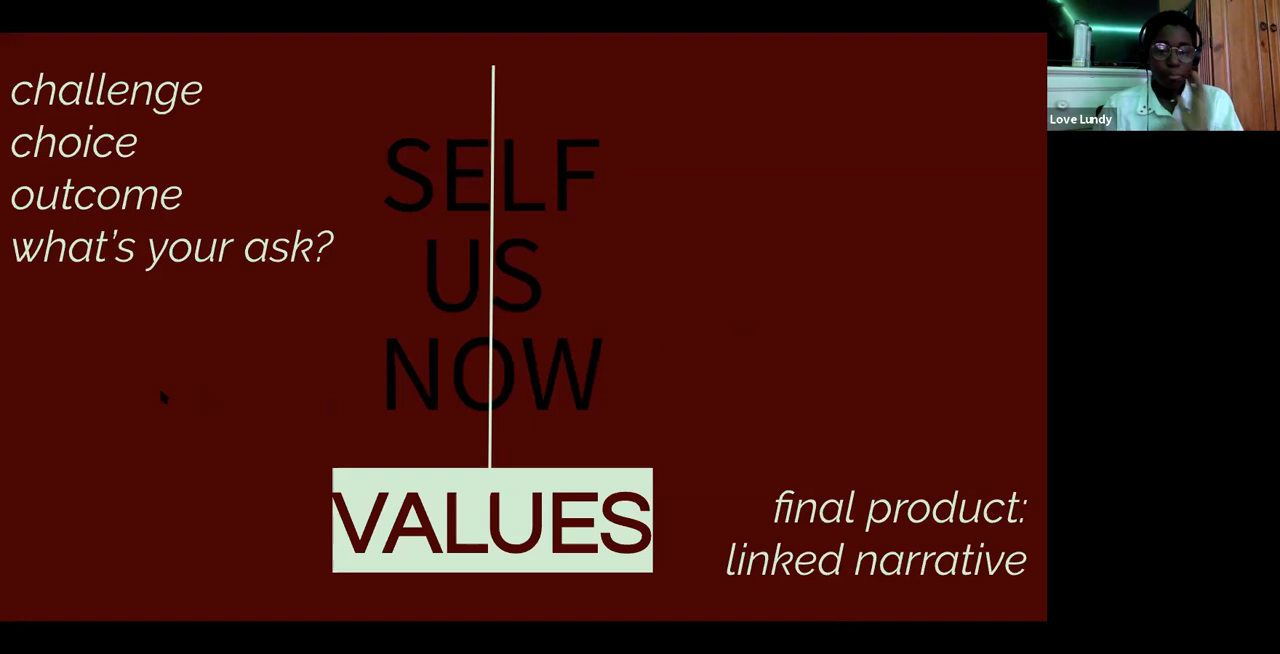 challenge
choice
outcome
what's your ask?
SELF
US
NOW
VALUES
final product:
linked narrative
Love Lundy